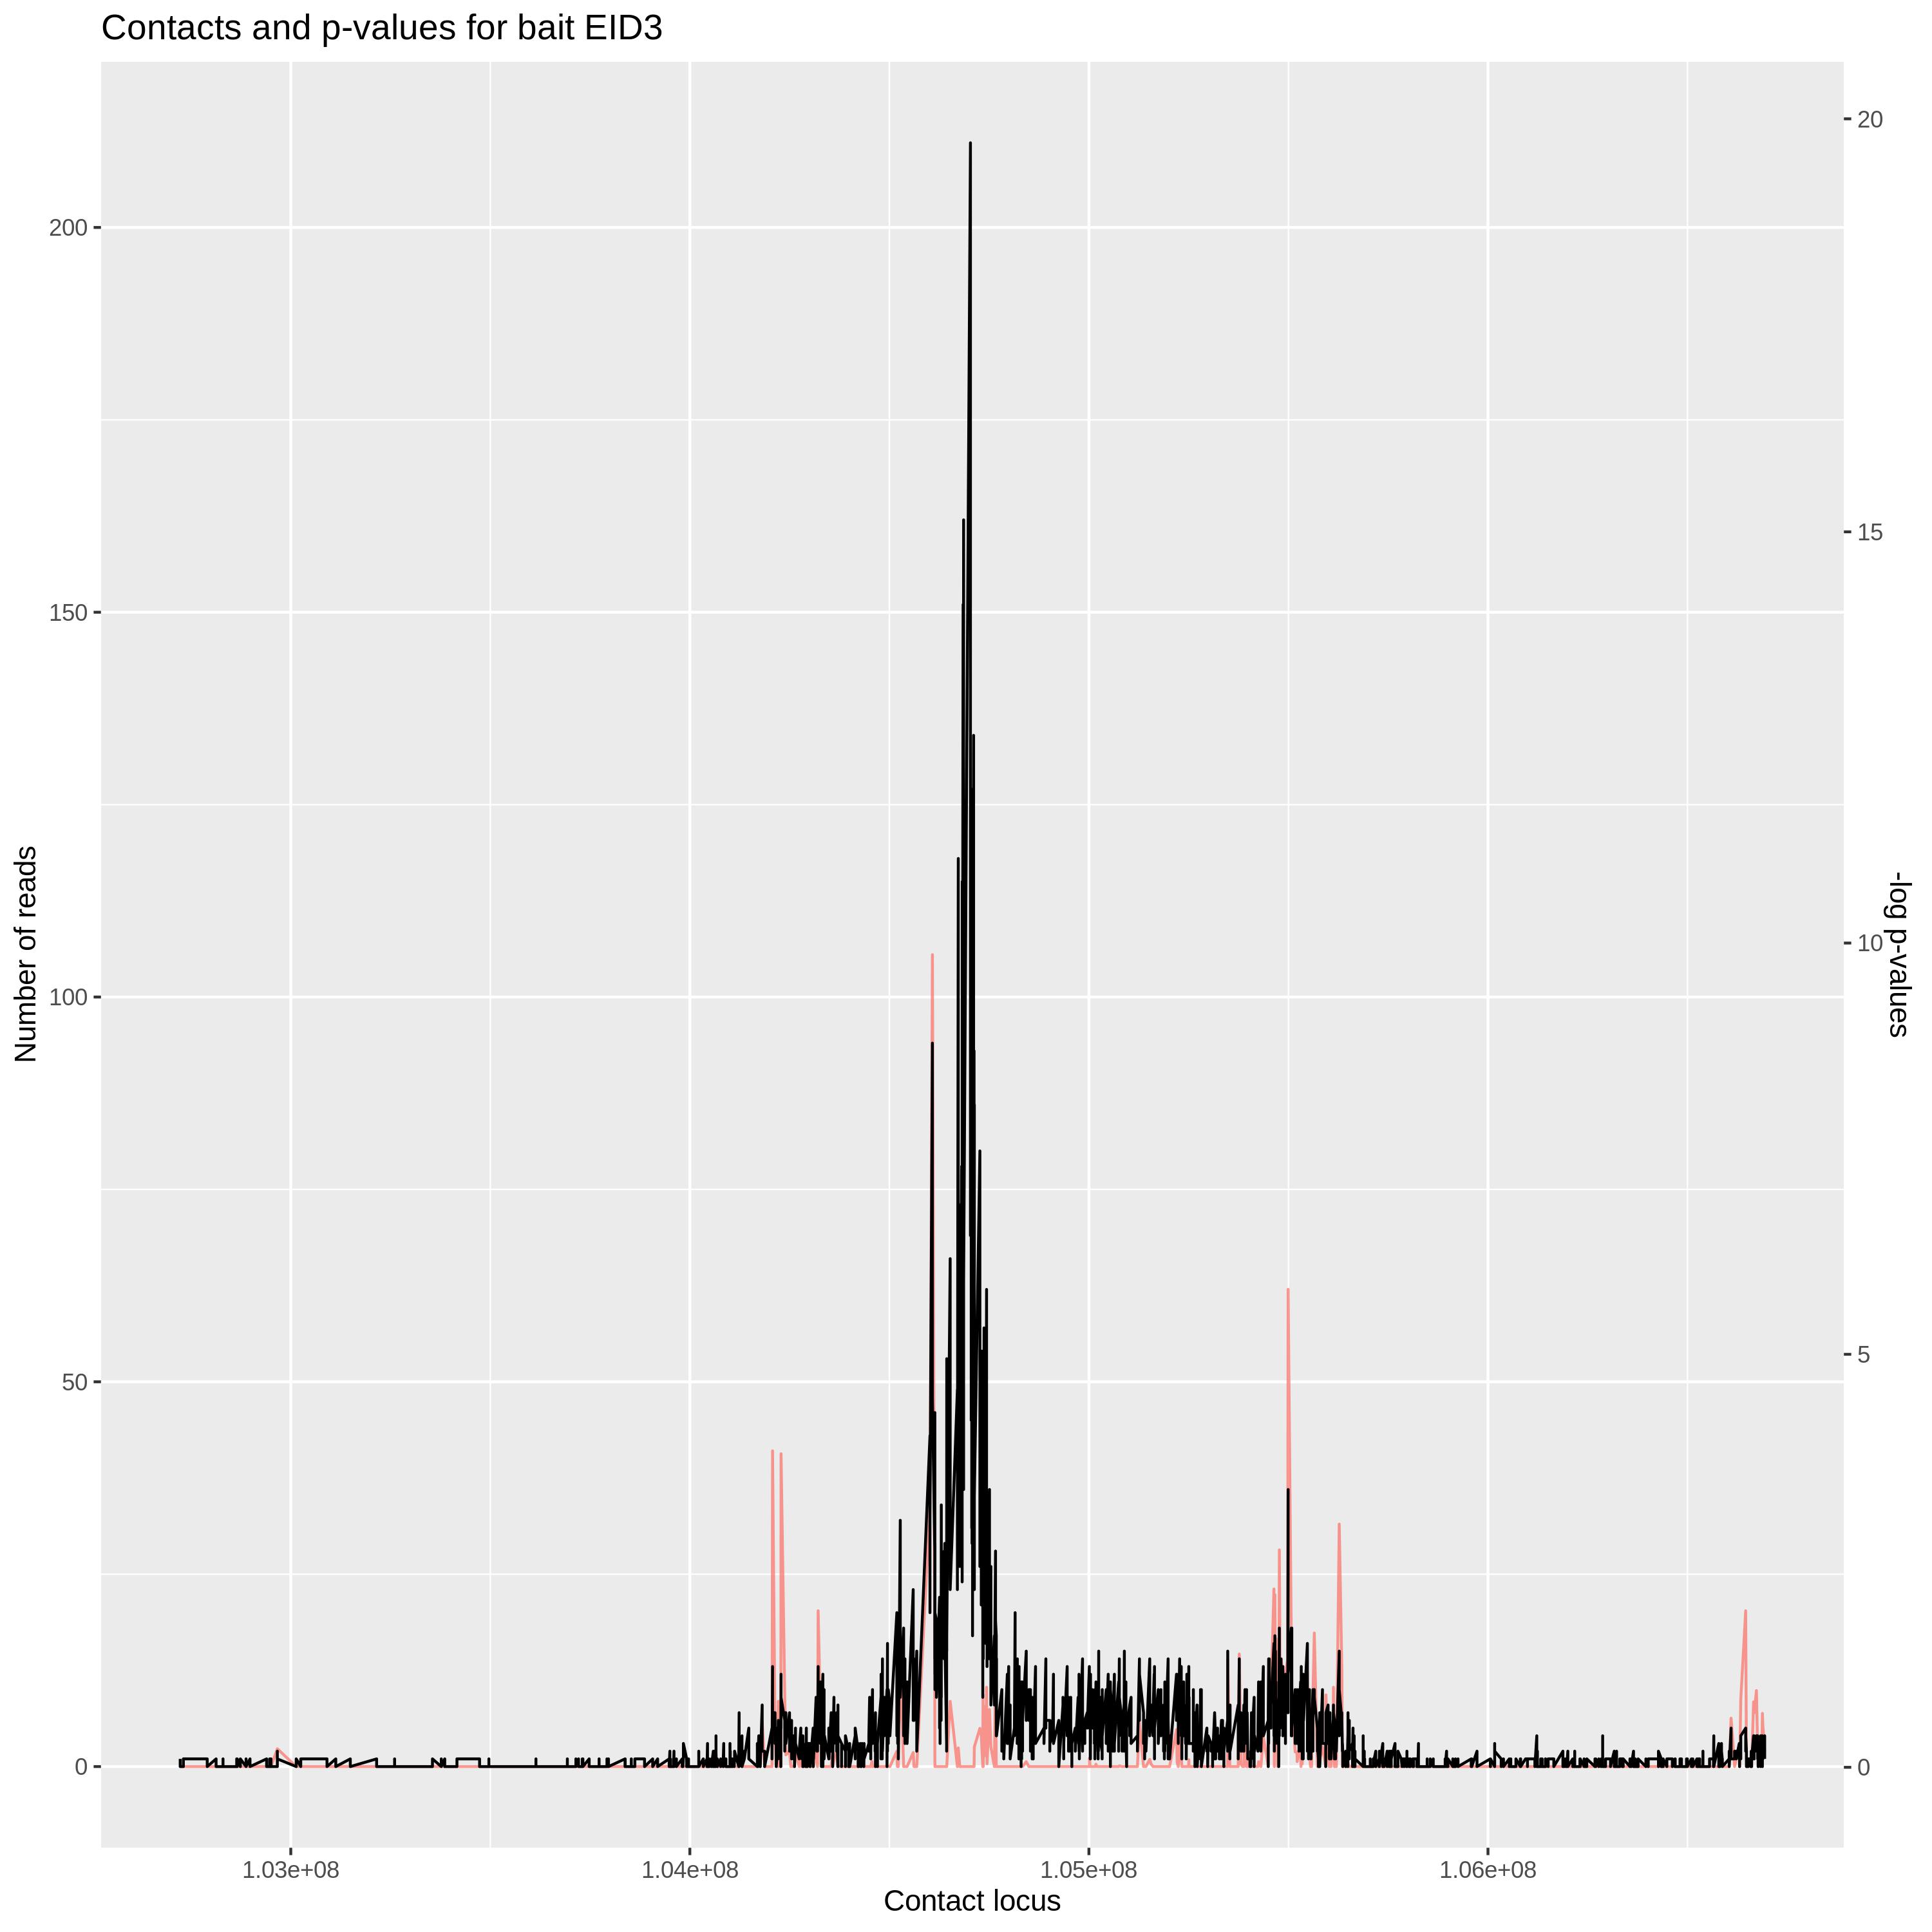 Contacts and p-values for bait EID3
200
150
100
50
0
Number of reads
20
15
10
5
0
-log p-values
1.03e+08
1.04e+08
1.05e+08
1.06e+08
Contact locus